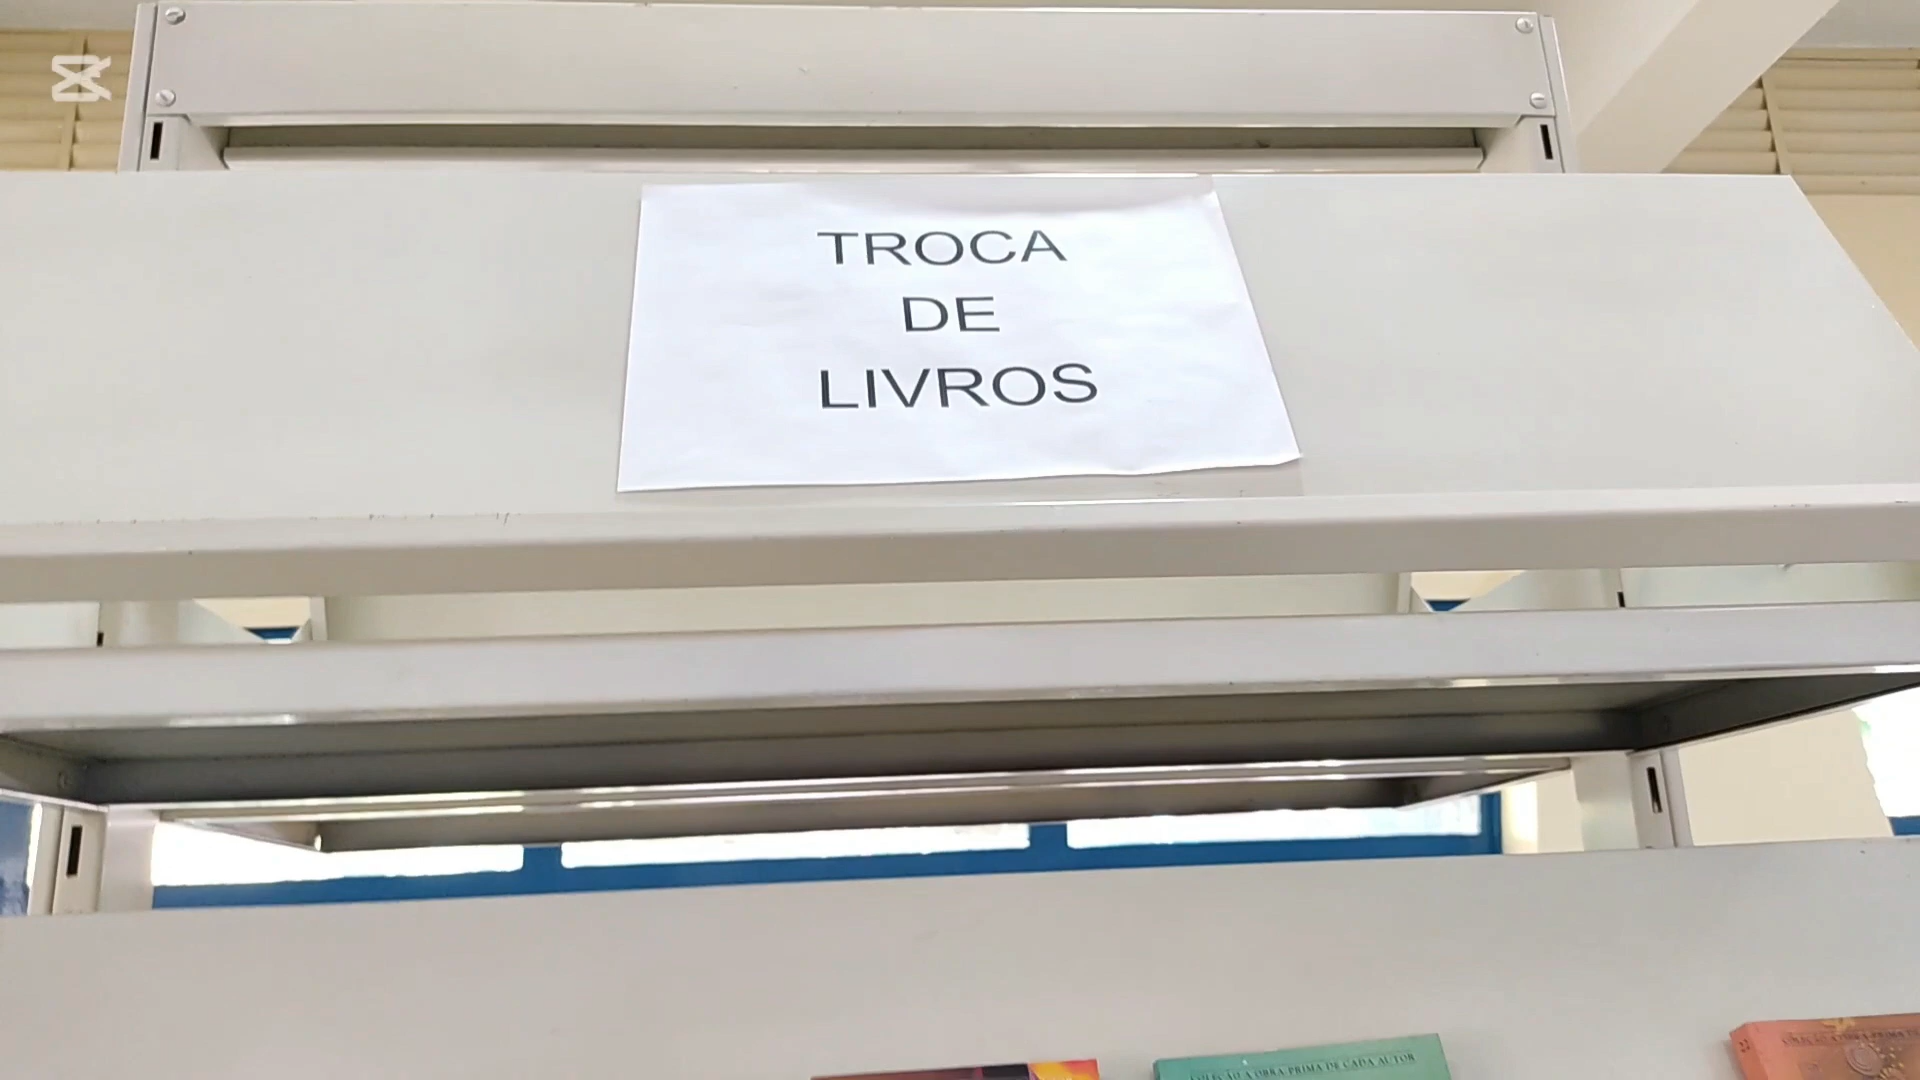 TROCA
DE
LIVROS
COLEÇÃO A OBRA-PRIMA DE CADA AUTOR